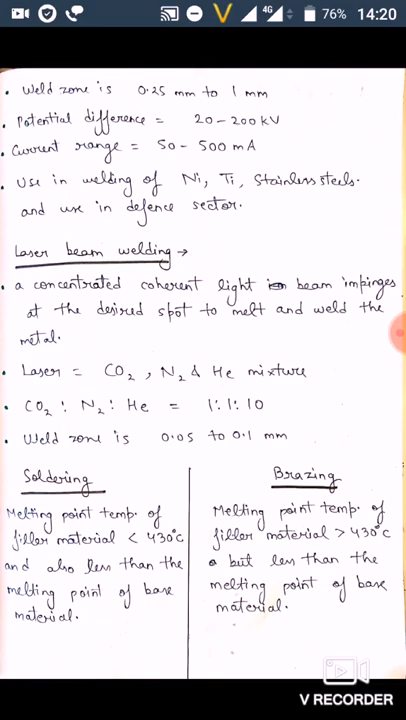 4G 76% 14:20
• Weld zone is 0.25 mm to 1 mm
• Potential difference = 20 - 200 kV
• Current range = 50 - 500 mA
• Use in welding of Ni, Ti, Stainless steels.
and use in defence sector.
Laser beam welding →
• a concentrated coherent light beam impinges
at the desired spot to melt and weld the
metal.
• Laser = CO₂, N₂ & He mixture
• CO₂ : N₂ : He = 1:1:10
• Weld zone is 0.05 to 0.1 mm
Soldering
Melting point temp. of
filler material < 430°C
and also less than the
melting point of base
material.
Brazing
Melting point temp. of
filler material > 430°C
but less than the
melting point of base
material.
V RECORDER